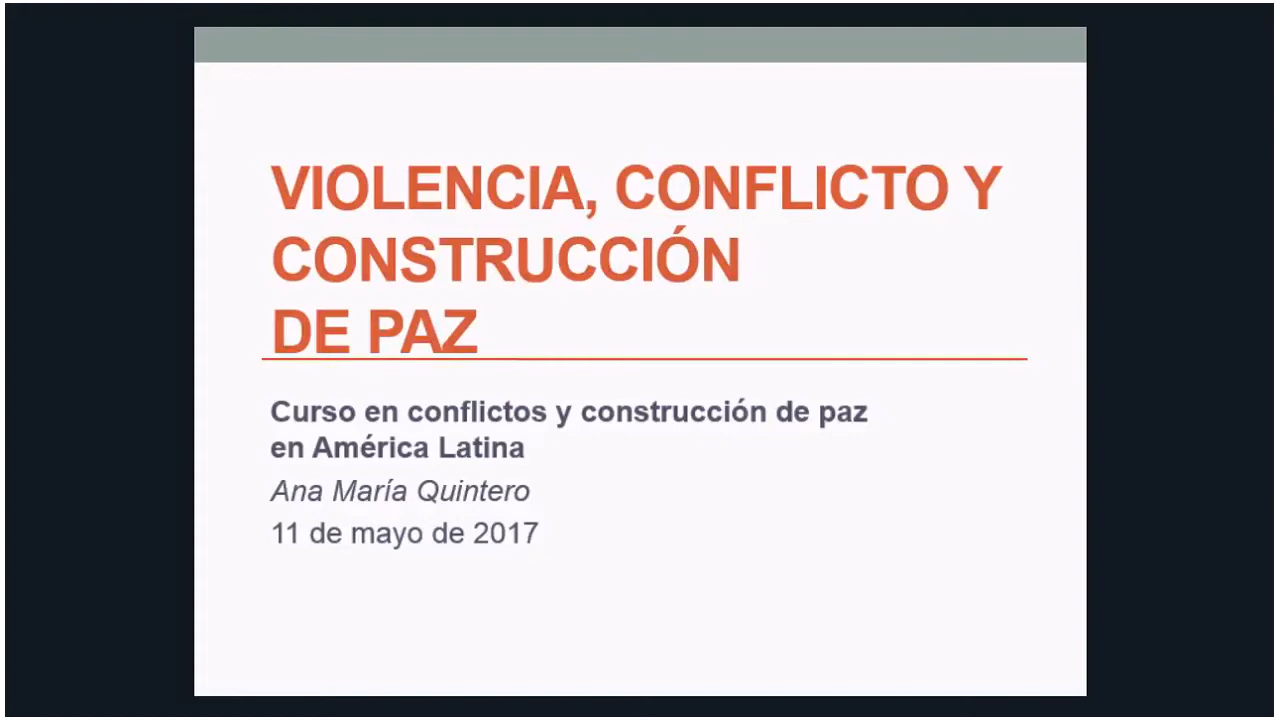 VIOLENCIA, CONFLICTO Y
CONSTRUCCIÓN
DE PAZ
Curso en conflictos y construcción de paz
en América Latina
Ana María Quintero
11 de mayo de 2017